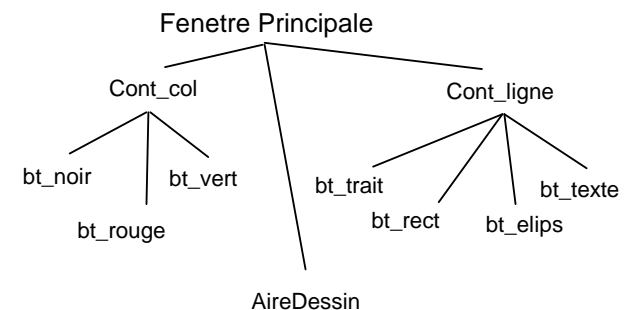 Fenetre Principale
Cont_col
Cont_ligne
bt_noir
bt_vert
bt_rouge
bt_trait
bt_rect
bt_elips
bt_texte
AireDessin